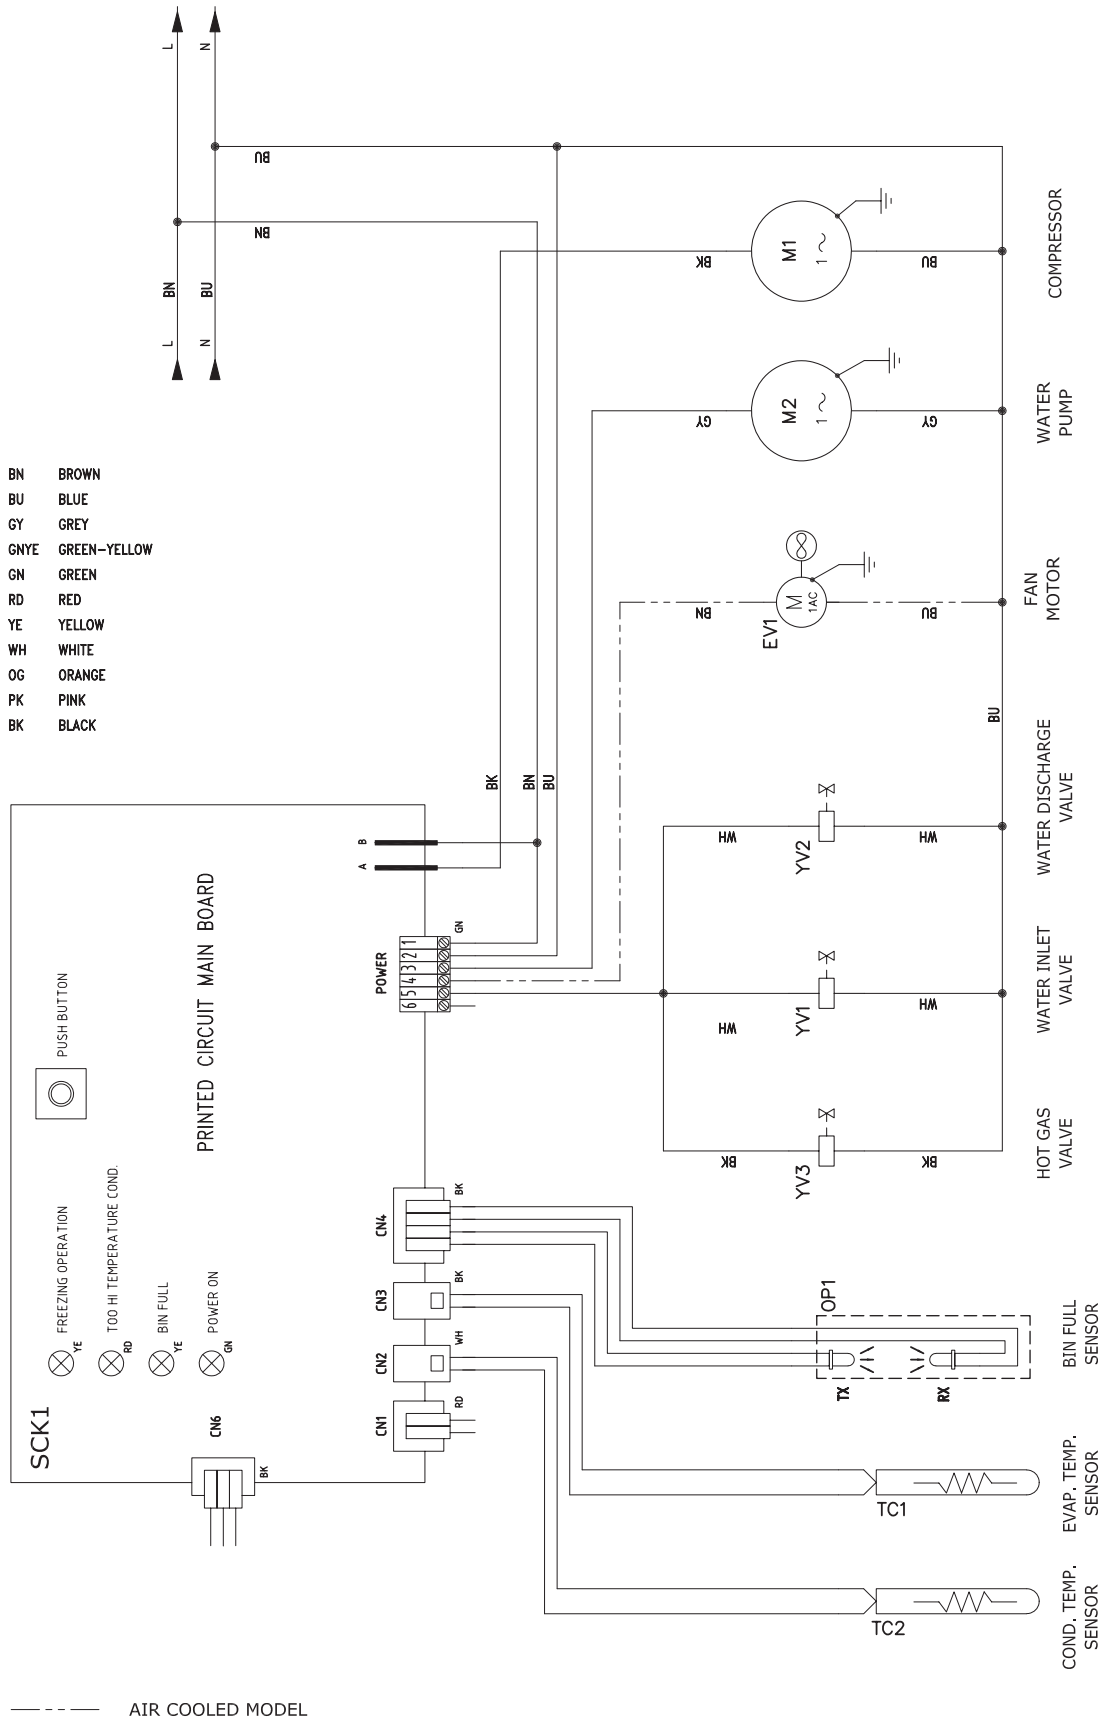 L
N
BN
BU
L
N
BU
BN
BN BROWN
BU BLUE
GY GREY
GNYE GREEN-YELLOW
GN GREEN
RD RED
YE YELLOW
WH WHITE
OG ORANGE
PK PINK
BK BLACK
BK
M1
1 ~
BU
COMPRESSOR
GY
M2
1 ~
GY
WATER
PUMP
BN
EV1
M
1AC
BU
FAN
MOTOR
BU
BK
BN
BU
WH
YV2
WH
WATER DISCHARGE
VALVE
WH
YV1
WH
WATER INLET
VALVE
BK
YV3
BK
HOT GAS
VALVE
SCK1
PRINTED CIRCUIT MAIN BOARD
PUSH BUTTON
FREEZING OPERATION
YE
TOO HI TEMPERATURE COND.
RD
BIN FULL
YE
POWER ON
GN
A
B
POWER
6 5 4 3 2 1
GN
CN4
BK
CN3
BK
CN2
WH
CN1
RD
CN6
BK
OP1
TX
RX
BIN FULL
SENSOR
TC1
EVAP. TEMP.
SENSOR
TC2
COND. TEMP.
SENSOR
AIR COOLED MODEL